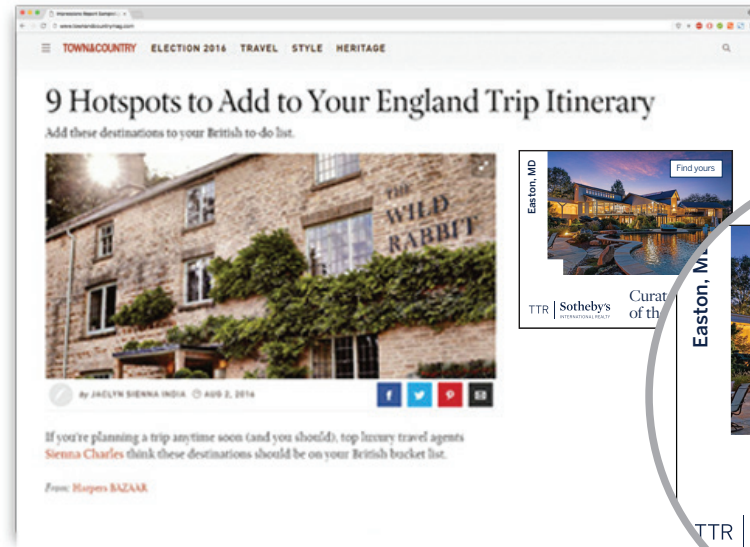 Impressions Report Sample
www.townandcountrymag.com
TOWN&COUNTRY ELECTION 2016 TRAVEL STYLE HERITAGE
9 Hotspots to Add to Your England Trip Itinerary
Add these destinations to your British to-do list.
THE
WILD
RABBIT
Easton, MD
Find yours
TTR Sotheby's
INTERNATIONAL REALTY
Curat
of th
by JACLYN SIENNA INDIA AUG 2, 2016
If you're planning a trip anytime soon (and you should), top luxury travel agents
Sienna Charles think these destinations should be on your British bucket list.
From: Harpers BAZAAR
Easton, MD
TTR